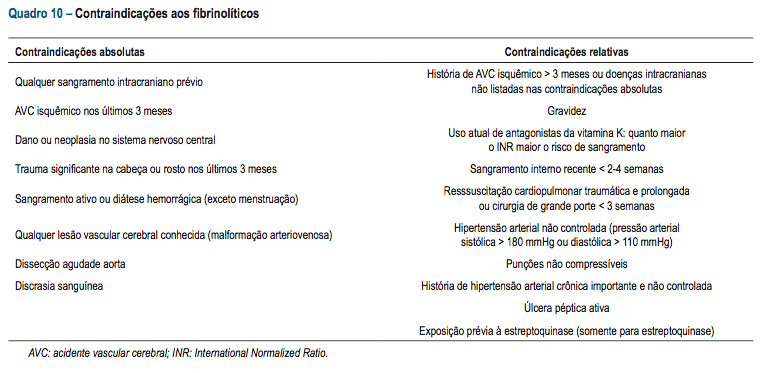 Quadro 10 – Contraindicações aos fibrinolíticos
Contraindicações absolutas
Contraindicações relativas
Qualquer sangramento intracraniano prévio
História de AVC isquêmico > 3 meses ou doenças intracranianas
não listadas nas contraindicações absolutas
AVC isquêmico nos últimos 3 meses
Gravidez
Dano ou neoplasia no sistema nervoso central
Uso atual de antagonistas da vitamina K: quanto maior
o INR maior o risco de sangramento
Trauma significante na cabeça ou rosto nos últimos 3 meses
Sangramento interno recente < 2-4 semanas
Sangramento ativo ou diátese hemorrágica (exceto menstruação)
Resssuscitação cardiopulmonar traumática e prolongada
ou cirurgia de grande porte < 3 semanas
Qualquer lesão vascular cerebral conhecida (malformação arteriovenosa)
Hipertensão arterial não controlada (pressão arterial
sistólica > 180 mmHg ou diastólica > 110 mmHg)
Dissecção agudade aorta
Punções não compressíveis
Discrasia sanguínea
História de hipertensão arterial crônica importante e não controlada
Úlcera péptica ativa
Exposição prévia à estreptoquinase (somente para estreptoquinase)
AVC: acidente vascular cerebral; INR: International Normalized Ratio.